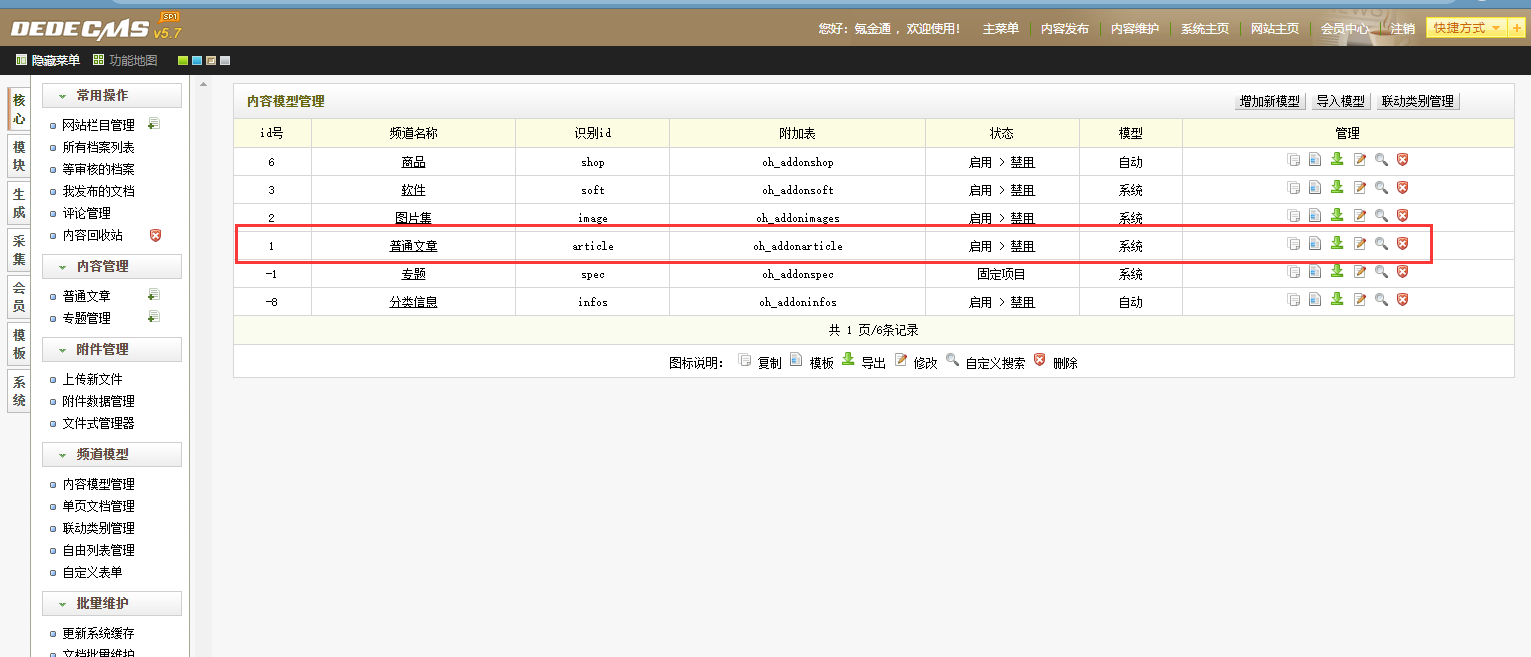 DEDECMS v5.7 SP1
您好：氪金通 ，欢迎使用！ 主菜单 内容发布 内容维护 系统主页 网站主页 会员中心 注销 快捷方式 +
隐藏菜单 功能地图
核心
模块
生成
采集
会员
模板
系统
常用操作
网站栏目管理
所有档案列表
等审核的档案
我发布的文档
评论管理
内容回收站
内容管理
普通文章
专题管理
附件管理
上传新文件
附件数据管理
文件式管理器
频道模型
内容模型管理
单页文档管理
联动类别管理
自由列表管理
自定义表单
批量维护
更新系统缓存
文档批量维护
内容模型管理 增加新模型 导入模型 联动类别管理
id号 频道名称 识别id 附加表 状态 模型 管理
6 商品 shop oh_addonshop 启用 > 禁用 自动
3 软件 soft oh_addonsoft 启用 > 禁用 系统
2 图片集 image oh_addonimages 启用 > 禁用 系统
1 普通文章 article oh_addonarticle 启用 > 禁用 系统
-1 专题 spec oh_addonspec 固定项目 系统
-8 分类信息 infos oh_addoninfos 启用 > 禁用 自动
共 1 页/6条记录
图标说明： 复制 模板 导出 修改 自定义搜索 删除